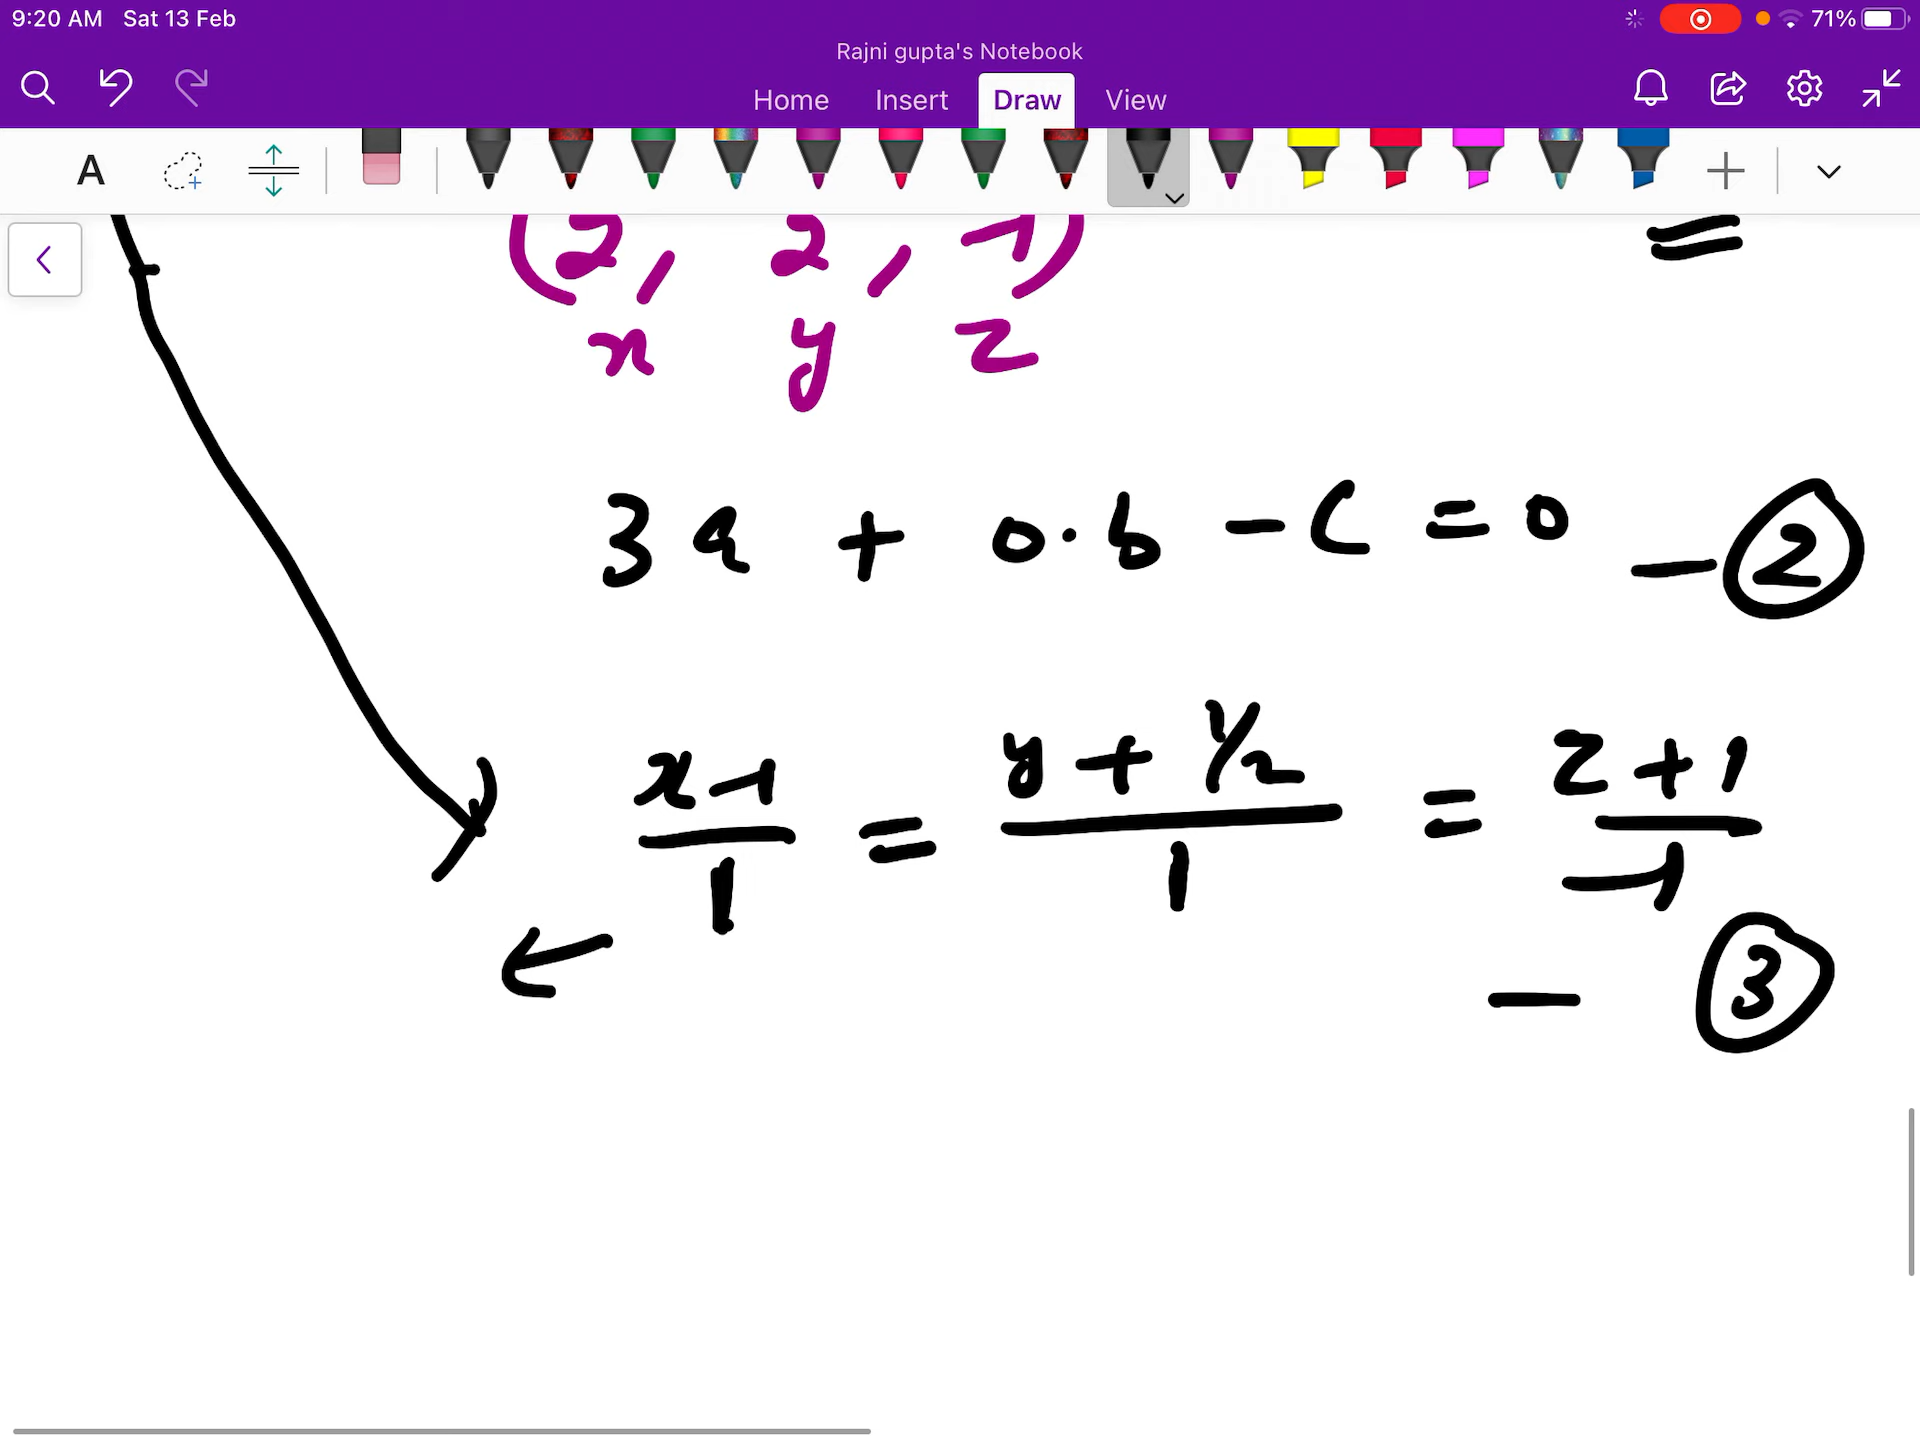 9:20 AM Sat 13 Feb 71%
Rajni gupta's Notebook
Home Insert Draw View
A
(2, 2, -1)
x y z
3a + 0·b - c = 0 - ②
x-1/1 = y + 1/2/1 = z+1/-1
- ③